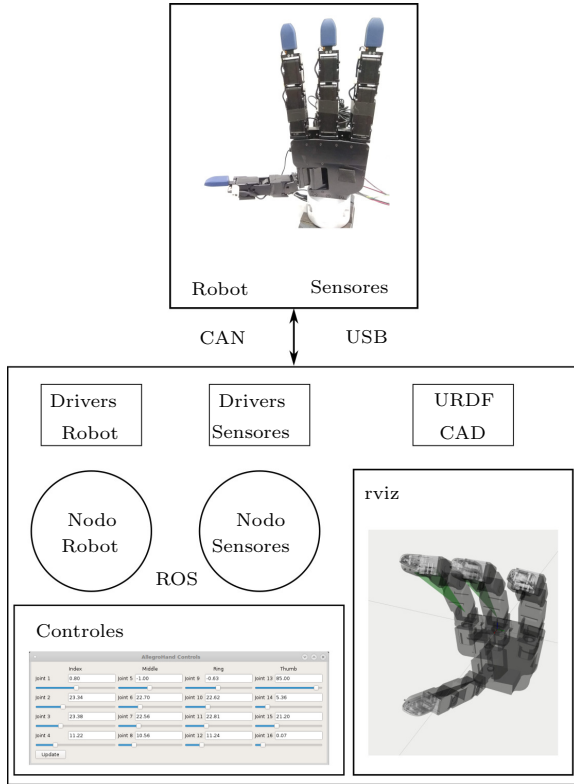 Robot Sensores
CAN USB
Drivers
Robot
Drivers
Sensores
URDF
CAD
Nodo
Robot
Nodo
Sensores
ROS
rviz
Controles
AllegroHand Controls
Index Middle Ring Thumb
Joint 1 0.80 Joint 5 -1.00 Joint 9 -0.63 Joint 13 85.00
Joint 2 23.34 Joint 6 22.70 Joint 10 22.62 Joint 14 5.36
Joint 3 23.38 Joint 7 22.56 Joint 11 22.81 Joint 15 21.20
Joint 4 11.22 Joint 8 10.56 Joint 12 11.24 Joint 16 0.07
Update